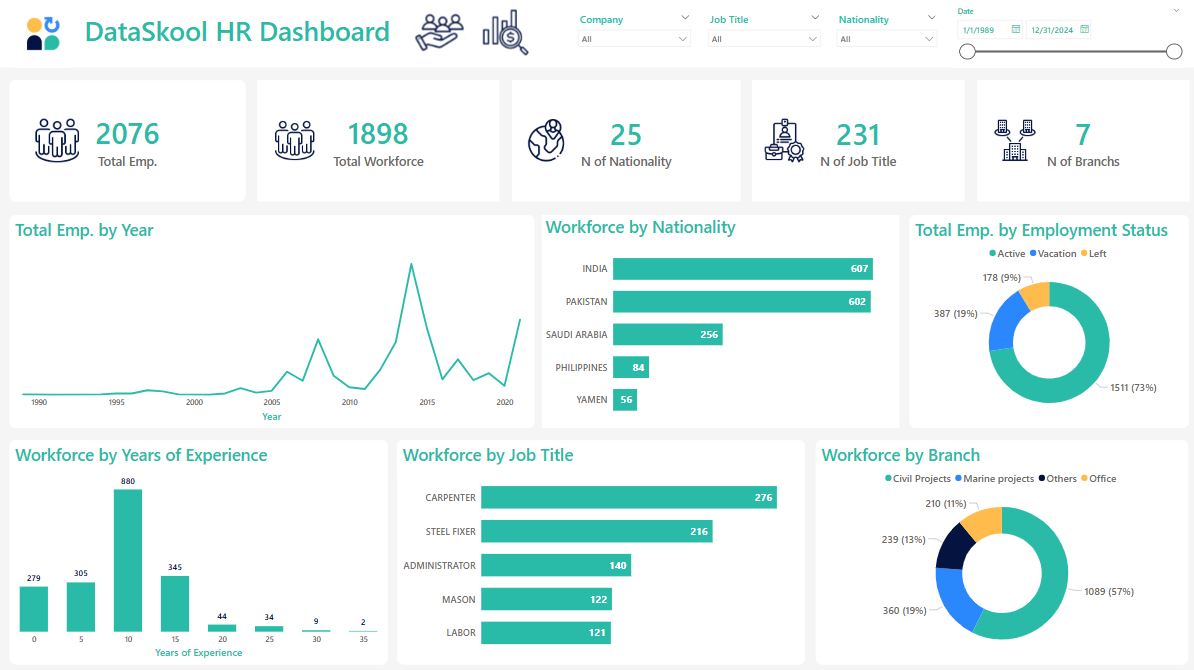 DataSkool HR Dashboard
Company
All
Job Title
All
Nationality
All
Date
1/1/1989
12/31/2024
2076
Total Emp.
1898
Total Workforce
25
N of Nationality
231
N of Job Title
7
N of Branchs
Total Emp. by Year
1990 1995 2000 2005 2010 2015 2020
Year
Workforce by Nationality
INDIA 607
PAKISTAN 602
SAUDI ARABIA 256
PHILIPPINES 84
YAMEN 56
Total Emp. by Employment Status
Active Vacation Left
178 (9%)
387 (19%)
1511 (73%)
Workforce by Years of Experience
279 305 880 345 44 34 9 2
0 5 10 15 20 25 30 35
Years of Experience
Workforce by Job Title
CARPENTER 276
STEEL FIXER 216
ADMINISTRATOR 140
MASON 122
LABOR 121
Workforce by Branch
Civil Projects Marine projects Others Office
210 (11%)
239 (13%)
360 (19%)
1089 (57%)